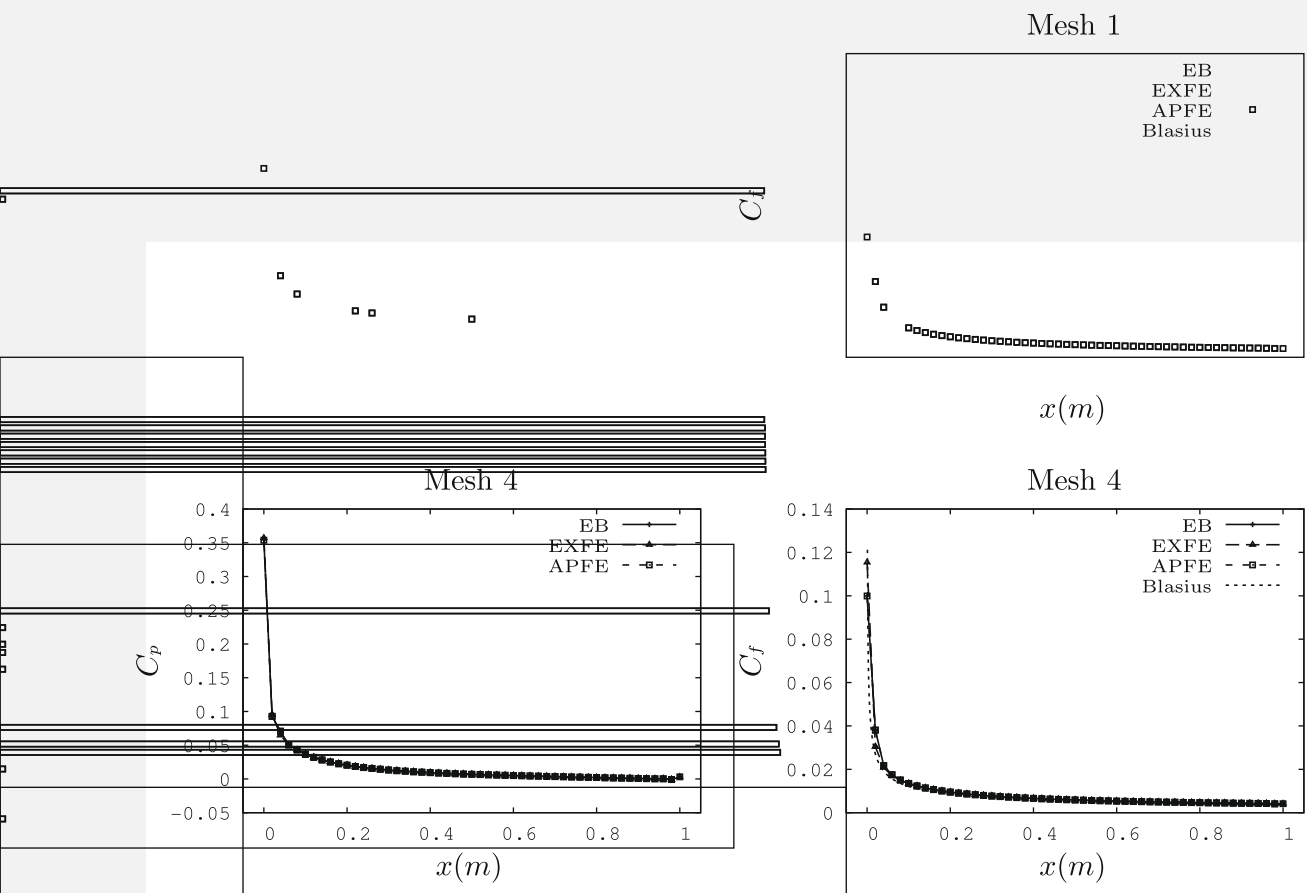 Mesh 1
EB
EXFE
APFE
Blasius
C_f
x(m)
Mesh 4
0.4
0.35
0.3
0.25
0.2
0.15
0.1
0.05
0
-0.05
EB
EXFE
APFE
C_p
0 0.2 0.4 0.6 0.8 1
x(m)
Mesh 4
0.14
0.12
0.1
0.08
0.06
0.04
0.02
0
EB
EXFE
APFE
Blasius
C_f
0 0.2 0.4 0.6 0.8 1
x(m)